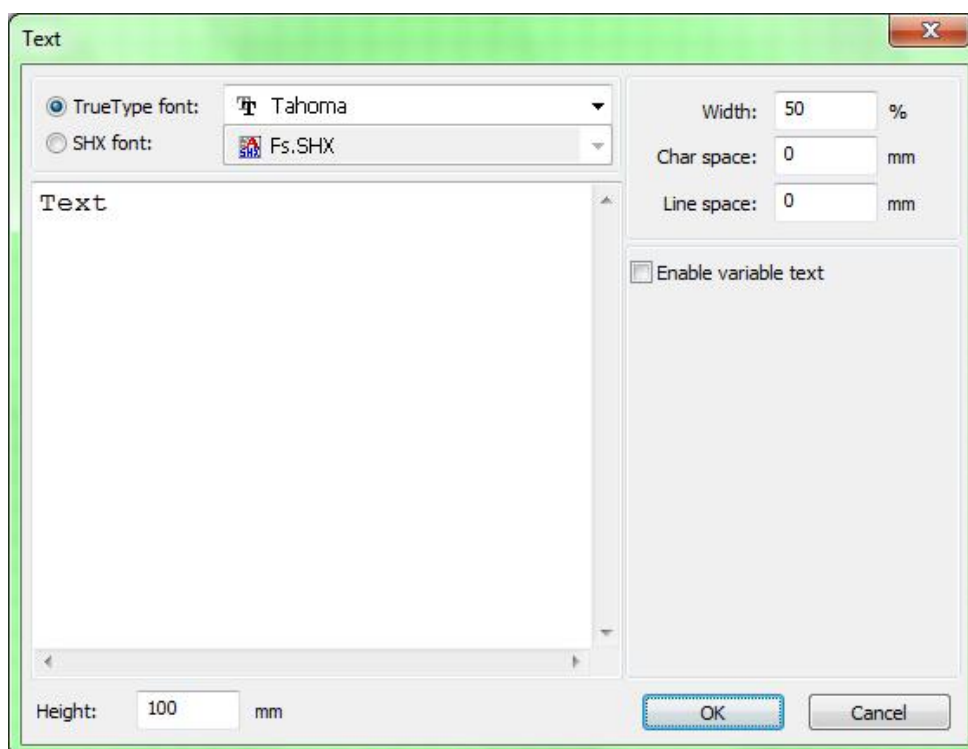 Text
TrueType font: Tahoma
SHX font: Fs.SHX
Width: 50 %
Char space: 0 mm
Line space: 0 mm
Text
Enable variable text
Height: 100 mm
OK Cancel